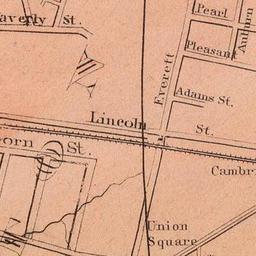 Pearl
averly St.
Auburn
Pleasant
Everett
Adams St.
Lincoln St.
orn St.
Cambri
Union
Square